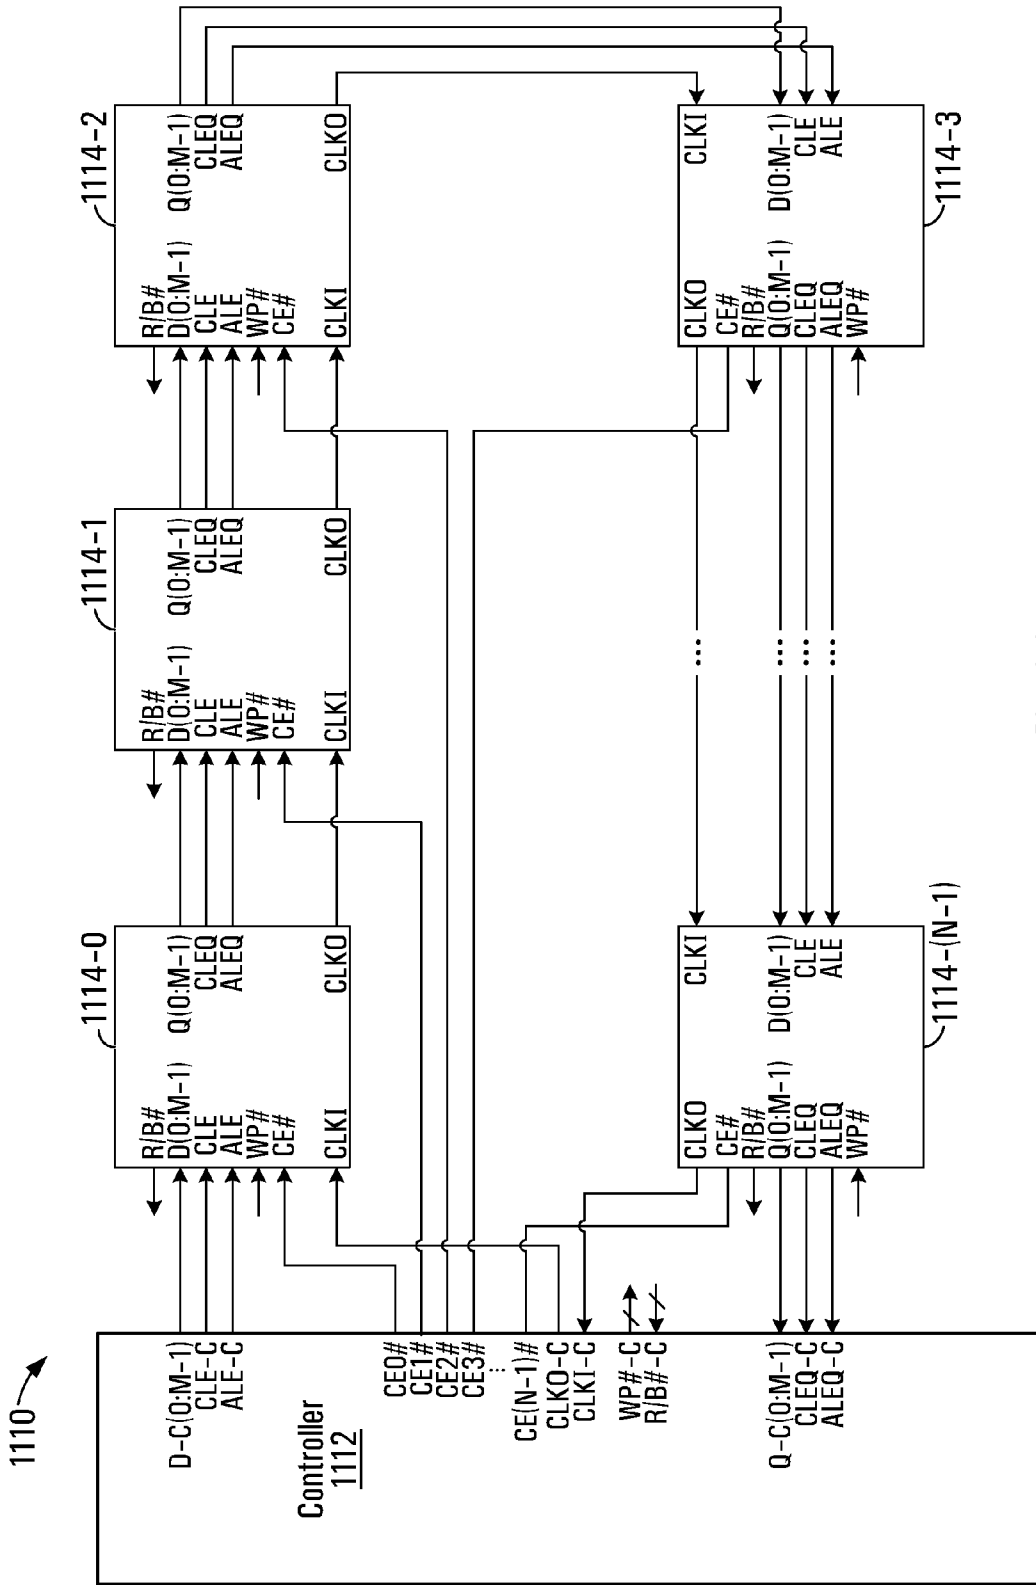 1110
Controller
1112
D-C(0:M-1)
CLE-C
ALE-C
CE0#
CE1#
CE2#
CE3#
...
CE(N-1)#
CLKO-C
CLKI-C
WP#-C
R/B#-C
Q-C(0:M-1)
CLEQ-C
ALEQ-C
1114-0
R/B#
D(0:M-1) Q(0:M-1)
CLE CLEQ
ALE ALEQ
WP#
CE#
CLKI CLKO
1114-1
R/B#
D(0:M-1) Q(0:M-1)
CLE CLEQ
ALE ALEQ
WP#
CE#
CLKI CLKO
1114-2
R/B#
D(0:M-1) Q(0:M-1)
CLE CLEQ
ALE ALEQ
WP#
CE#
CLKI CLKO
CLKO CLKI
CE#
R/B#
Q(0:M-1) D(0:M-1)
CLEQ CLE
ALEQ ALE
WP#
1114-3
...
...
...
...
CLKO CLKI
CE#
R/B#
Q(0:M-1) D(0:M-1)
CLEQ CLE
ALEQ ALE
WP#
1114-(N-1)